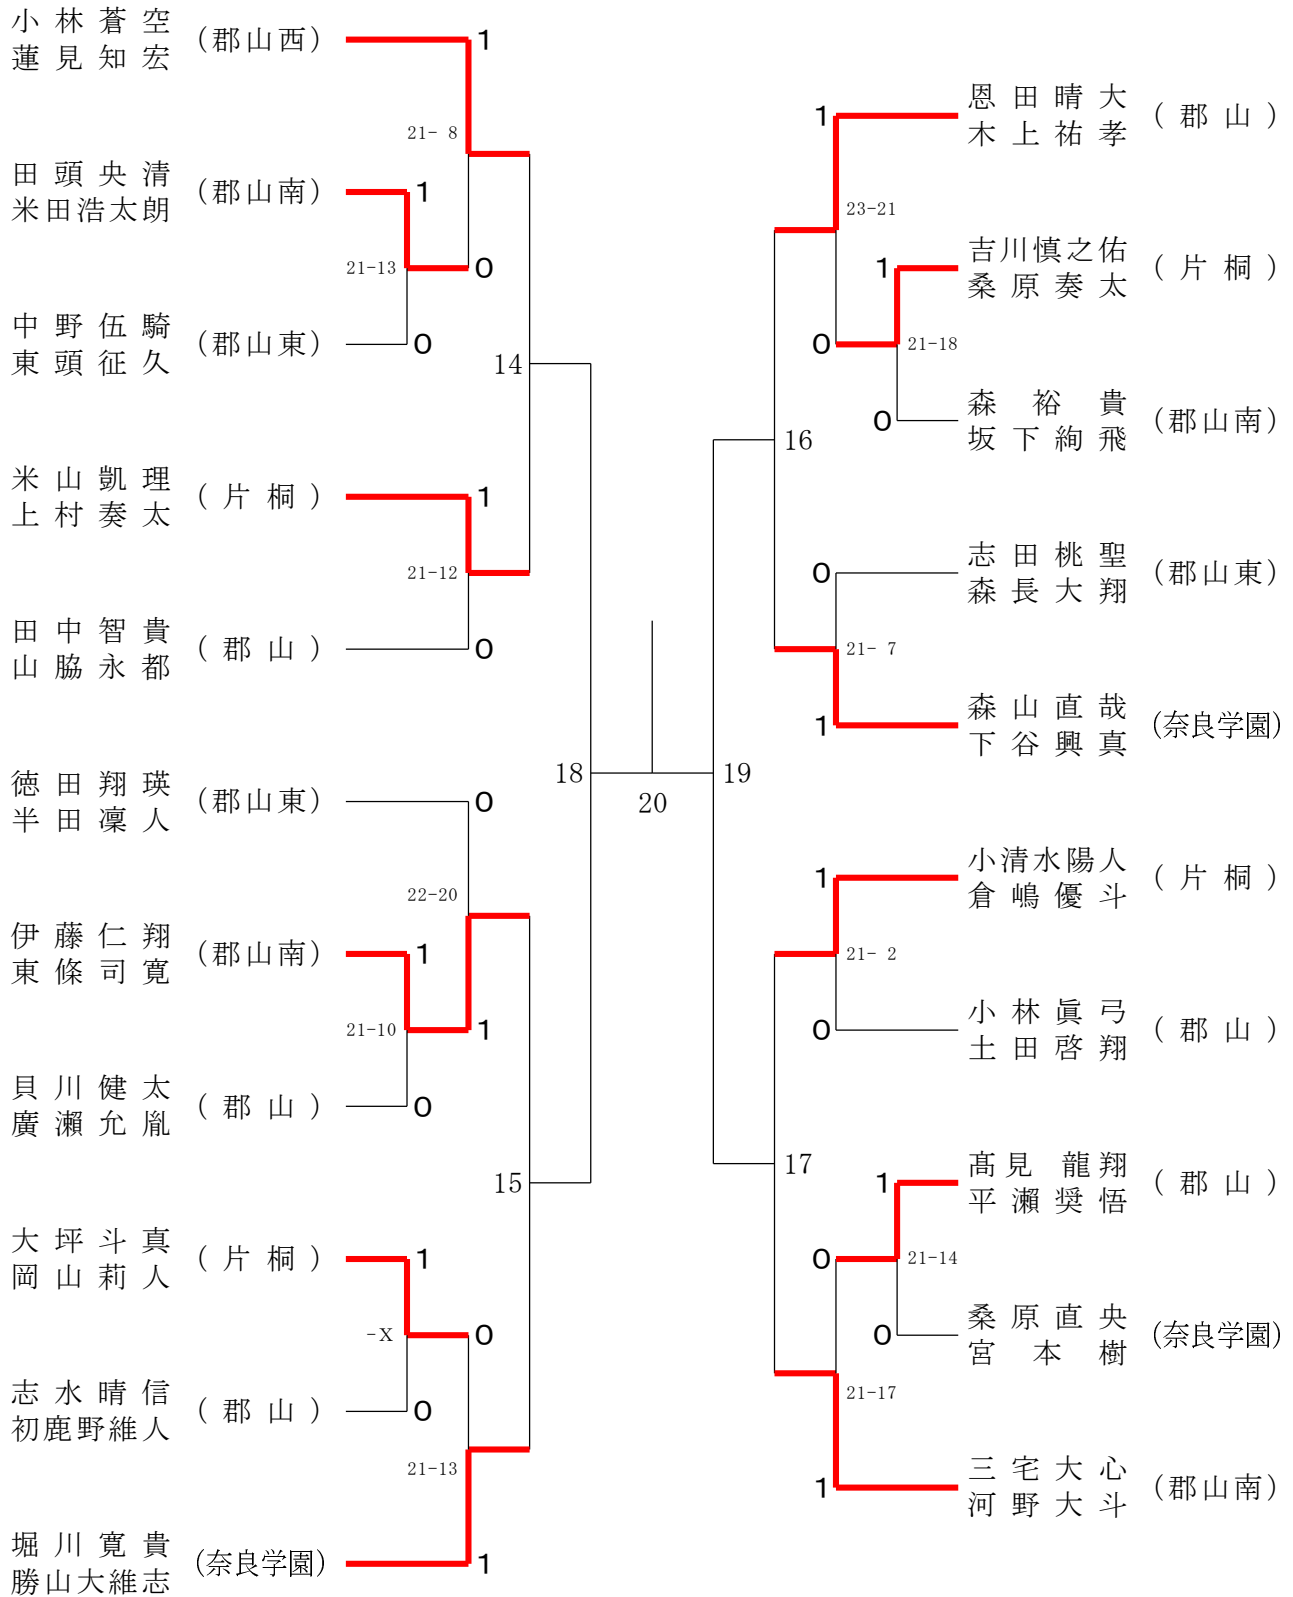 小林蒼空
蓮見知宏
(郡山西)
1
21- 8
田頭央清
米田浩太朗
(郡山南)
1
21-13
0
中野伍騎
東頭征久
(郡山東)
0
14
米山凱理
上村奏太
(片桐)
1
21-12
田中智貴
山脇永都
(郡山)
0
18
徳田翔瑛
半田凜人
(郡山東)
0
22-20
伊藤仁翔
東條司寛
(郡山南)
1
21-10
1
貝川健太
廣瀬允胤
(郡山)
0
15
大坪斗真
岡山莉人
(片桐)
1
-X
0
志水晴信
初鹿野維人
(郡山)
0
21-13
堀川寛貴
勝山大維志
(奈良学園)
1
20
1
恩田晴大
木上祐孝
(郡山)
23-21
1
吉川慎之佑
桑原奏太
(片桐)
0
21-18
0
森裕貴
坂下絢飛
(郡山南)
16
0
志田桃聖
森長大翔
(郡山東)
21- 7
1
森山直哉
下谷興真
(奈良学園)
19
1
小清水陽人
倉嶋優斗
(片桐)
21- 2
0
小林眞弓
土田啓翔
(郡山)
17
1
髙見龍翔
平瀬奨悟
(郡山)
0
21-14
0
桑原直央
宮本樹
(奈良学園)
21-17
1
三宅大心
河野大斗
(郡山南)